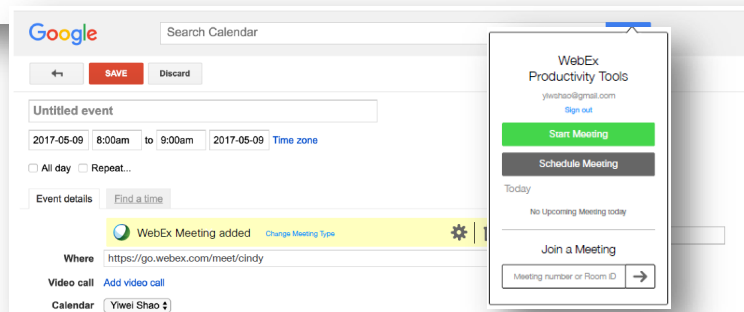 Google
Search Calendar
SAVE
Discard
Untitled event
2017-05-09 8:00am to 9:00am 2017-05-09 Time zone
All day Repeat...
Event details Find a time
WebEx Meeting added Change Meeting Type
Where https://go.webex.com/meet/cindy
Video call Add video call
Calendar Yiwei Shao
WebEx
Productivity Tools
yiwshao@gmail.com
Sign out
Start Meeting
Schedule Meeting
Today
No Upcoming Meeting today
Join a Meeting
Meeting number or Room ID